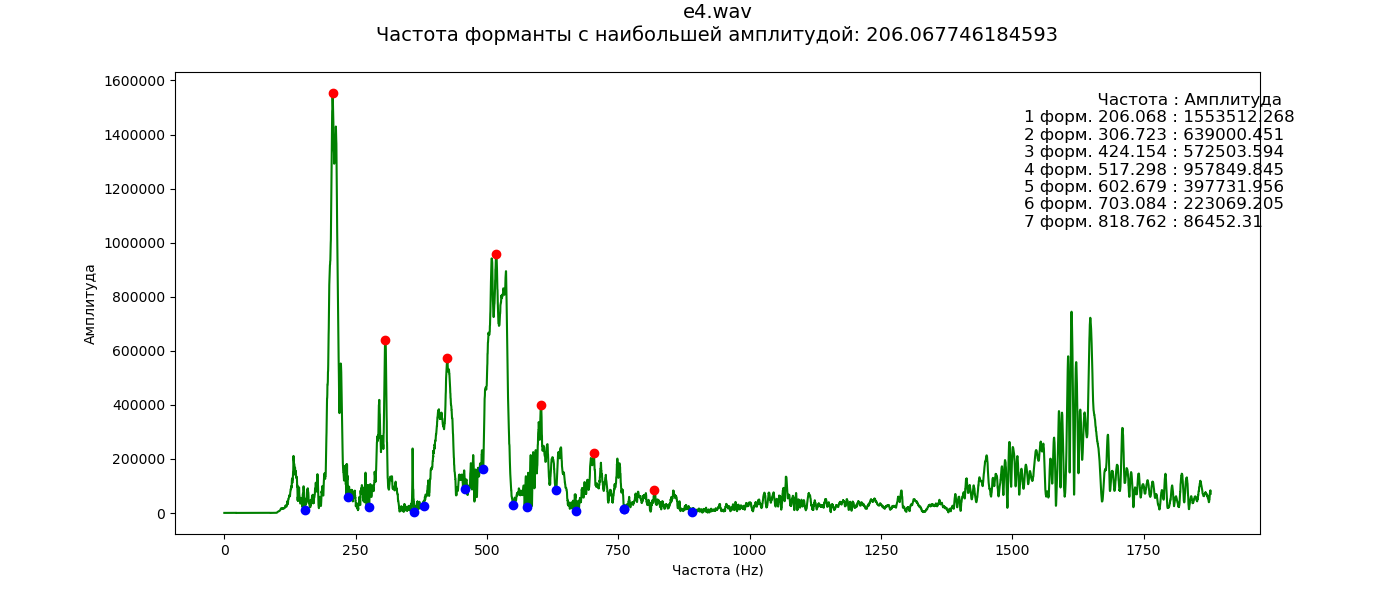 e4.wav
Частота форманты с наибольшей амплитудой: 206.067746184593
1600000
1400000
1200000
1000000
800000
600000
400000
200000
0
Амплитуда
Частота : Амплитуда
1 форм. 206.068 : 1553512.268
2 форм. 306.723 : 639000.451
3 форм. 424.154 : 572503.594
4 форм. 517.298 : 957849.845
5 форм. 602.679 : 397731.956
6 форм. 703.084 : 223069.205
7 форм. 818.762 : 86452.31
0 250 500 750 1000 1250 1500 1750
Частота (Hz)